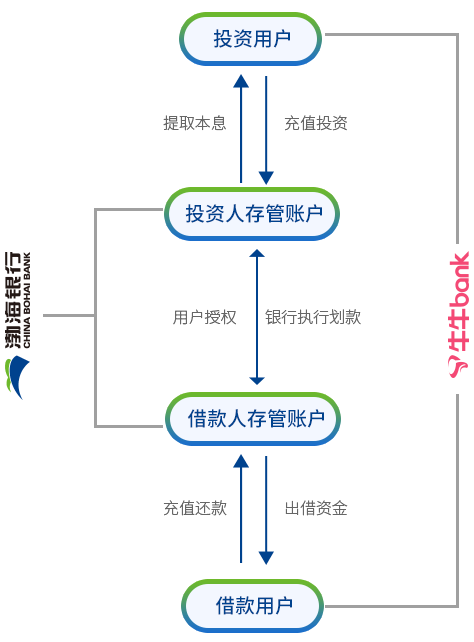 投资用户
提取本息
充值投资
投资人存管账户
渤海银行
CHINA BOHAI BANK
牛牛bank
用户授权
银行执行划款
借款人存管账户
充值还款
出借资金
借款用户